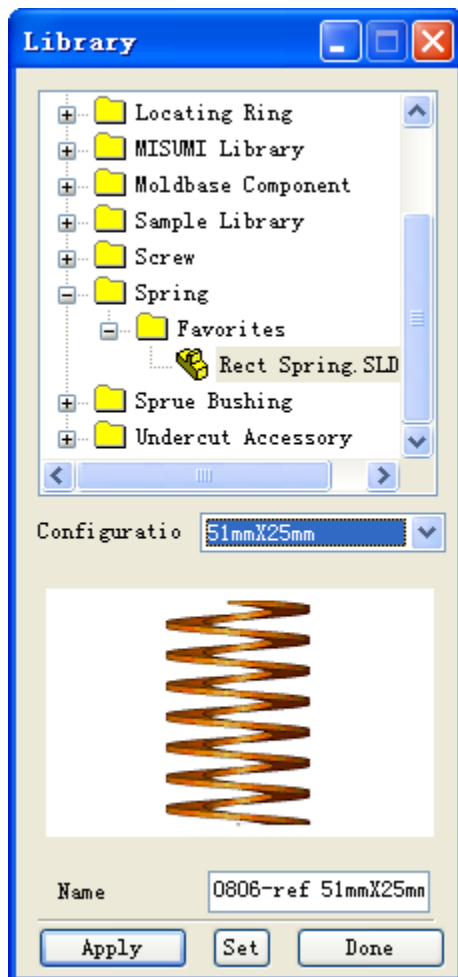 Library
Locating Ring
MISUMI Library
Moldbase Component
Sample Library
Screw
Spring
Favorites
Rect Spring.SLD
Sprue Bushing
Undercut Accessory
Configuratio 51mmX25mm
Name 0806-ref 51mmX25mm
Apply Set Done